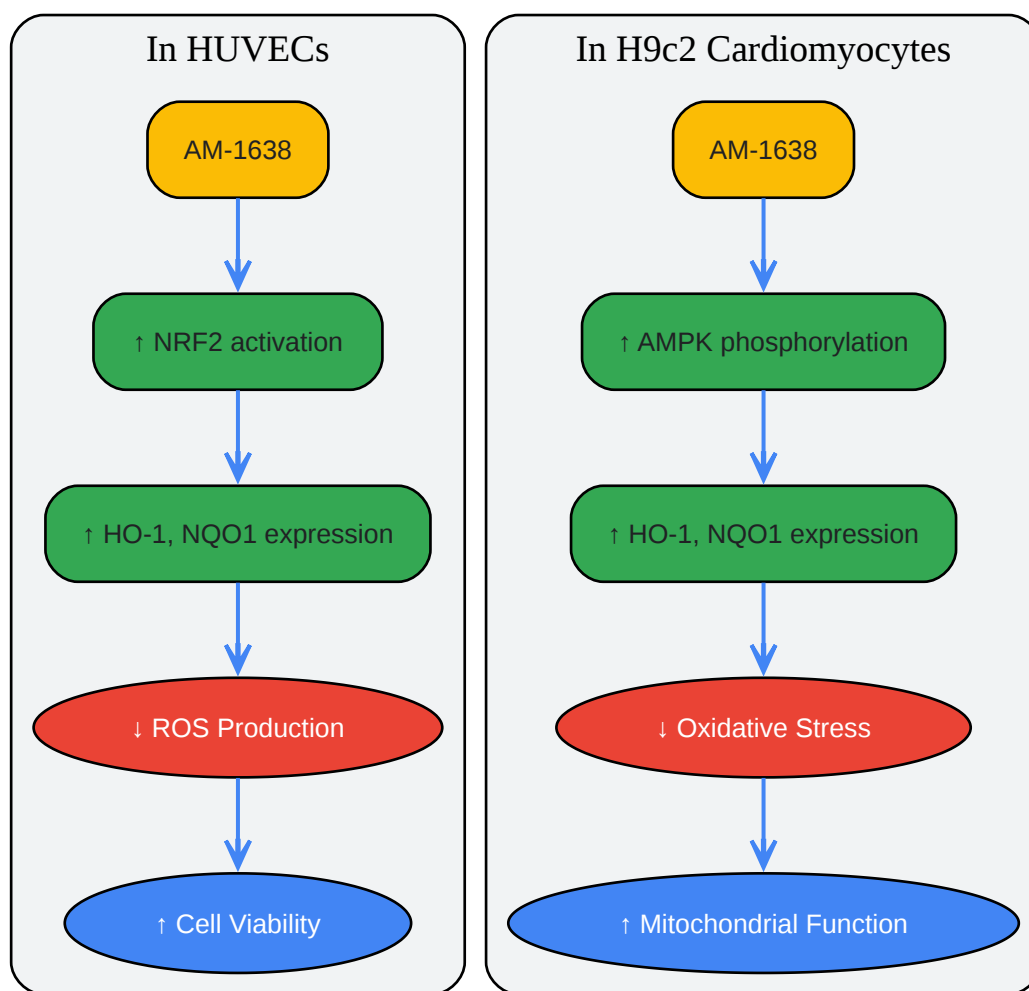 In HUVECs
AM-1638
↑ NRF2 activation
↑ HO-1, NQO1 expression
↓ ROS Production
↑ Cell Viability
In H9c2 Cardiomyocytes
AM-1638
↑ AMPK phosphorylation
↑ HO-1, NQO1 expression
↓ Oxidative Stress
↑ Mitochondrial Function